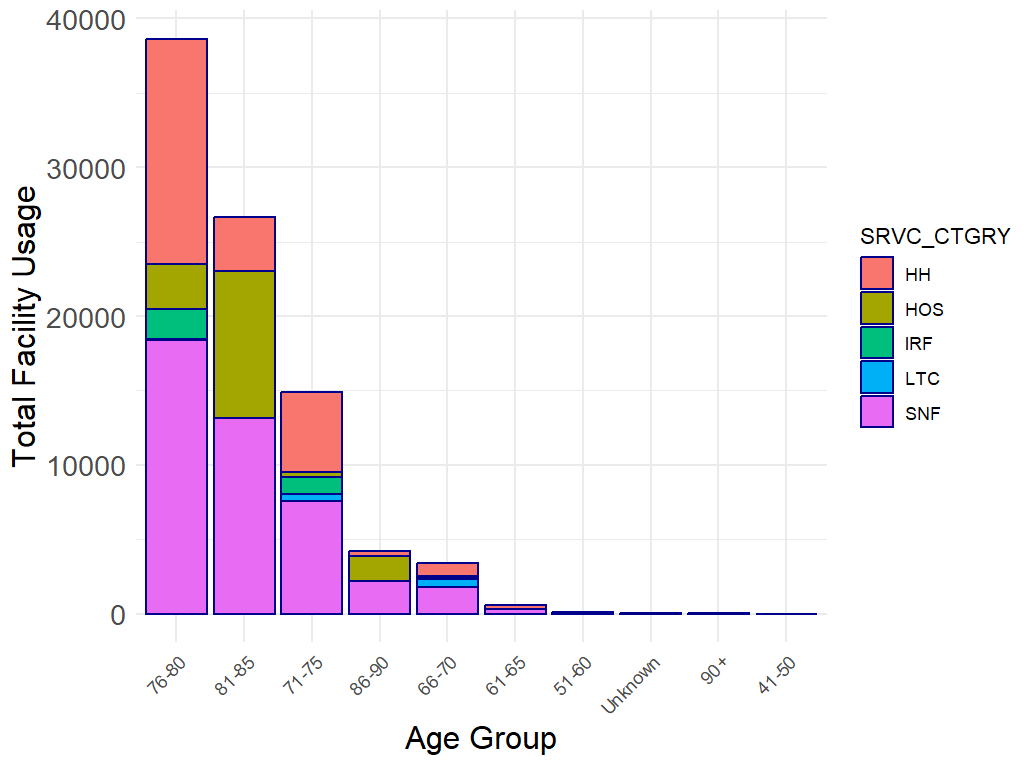 40000
30000
20000
10000
0
Total Facility Usage
76-80
81-85
71-75
86-90
66-70
61-65
51-60
Unknown
90+
41-50
Age Group
SRVC_CTGRY
HH
HOS
IRF
LTC
SNF